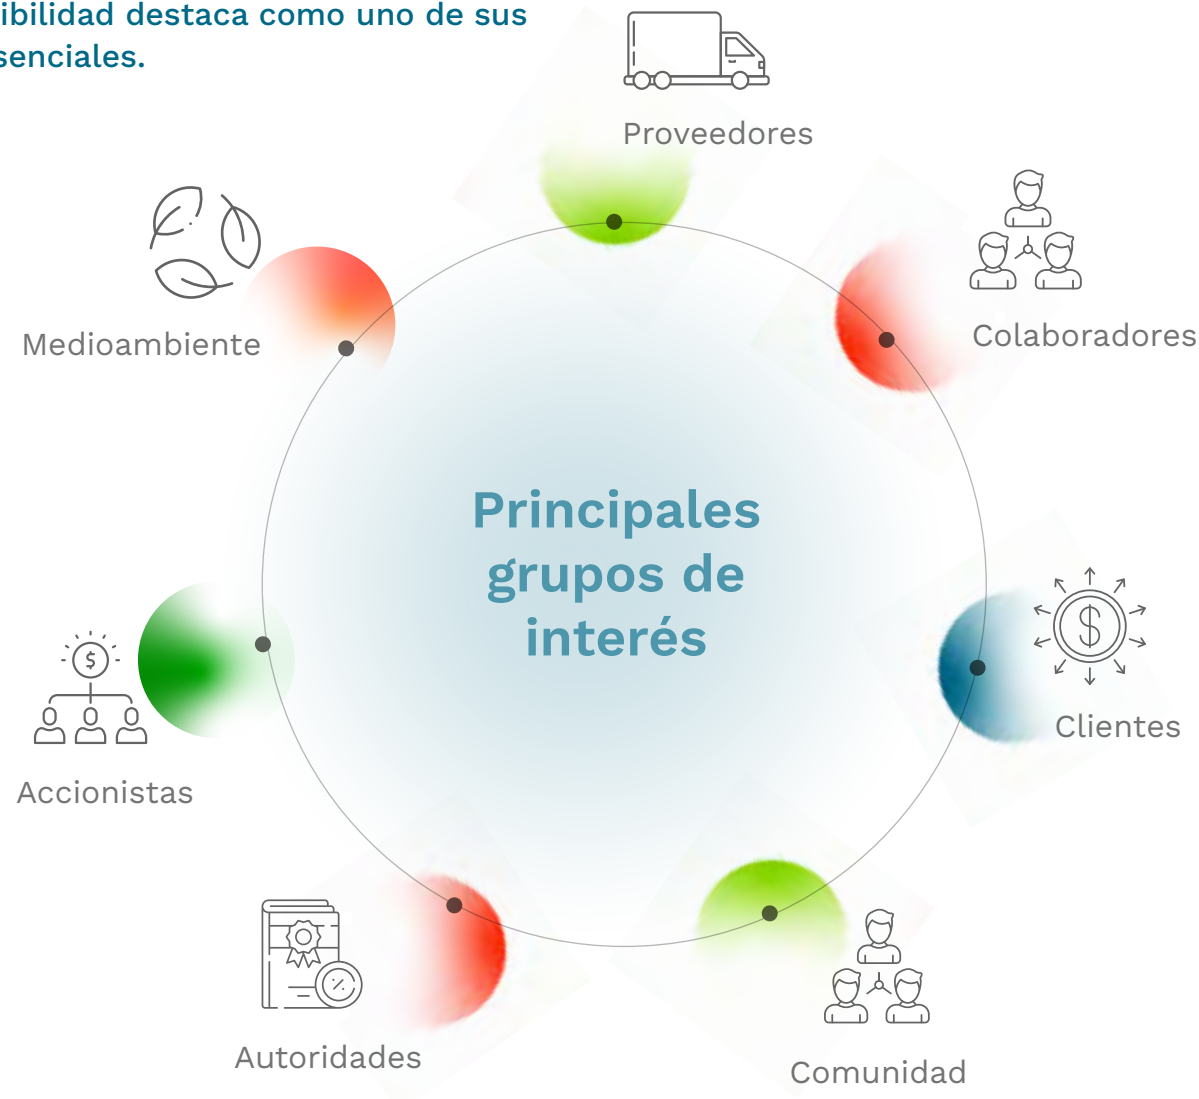 ibilidad destaca como uno de sus
senciales.
Proveedores
Colaboradores
Medioambiente
Principales
grupos de
interés
Clientes
Accionistas
Autoridades
Comunidad